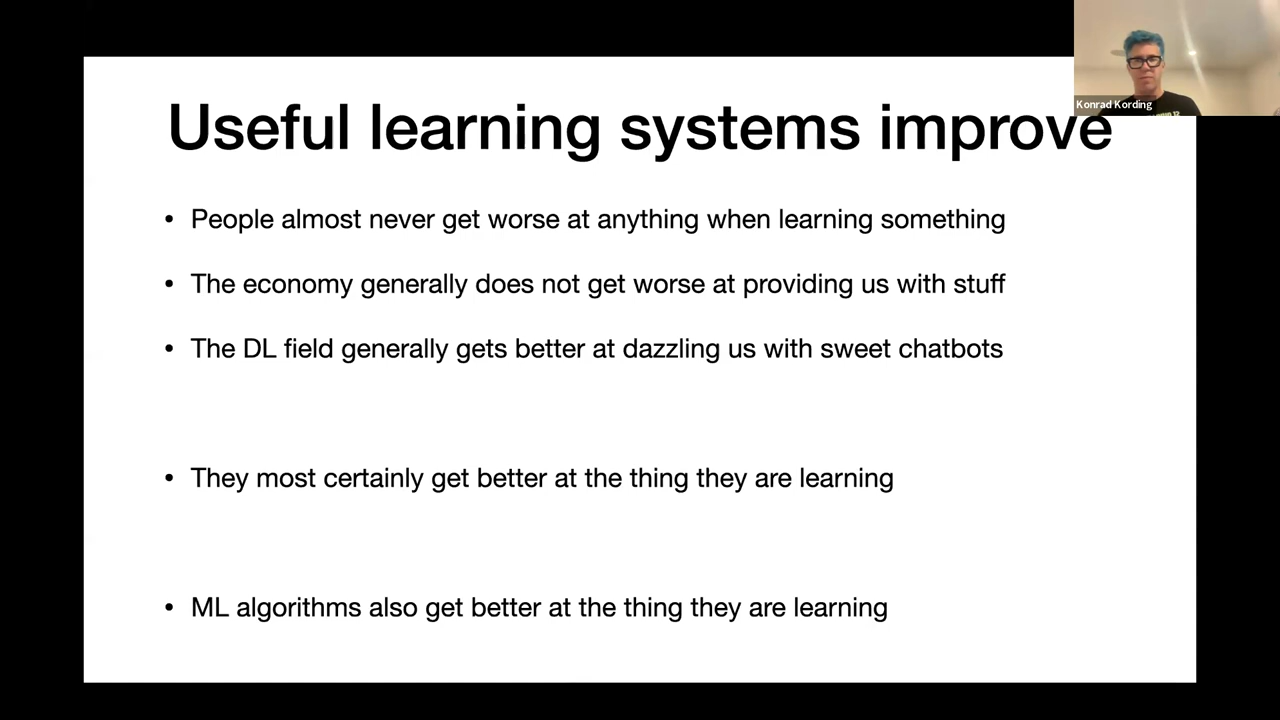 Konrad Kording
Useful learning systems improve
• People almost never get worse at anything when learning something
• The economy generally does not get worse at providing us with stuff
• The DL field generally gets better at dazzling us with sweet chatbots
• They most certainly get better at the thing they are learning
• ML algorithms also get better at the thing they are learning